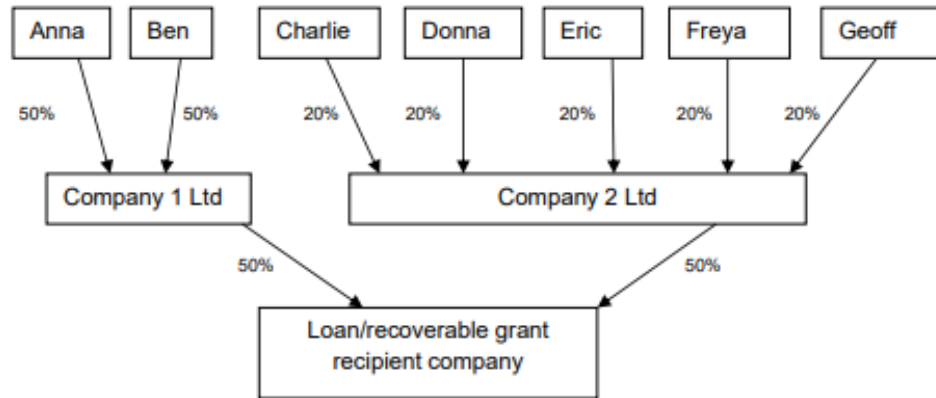 Anna
Ben
Charlie
Donna
Eric
Freya
Geoff
50%
50%
20%
20%
20%
20%
20%
Company 1 Ltd
Company 2 Ltd
50%
50%
Loan/recoverable grant
recipient company